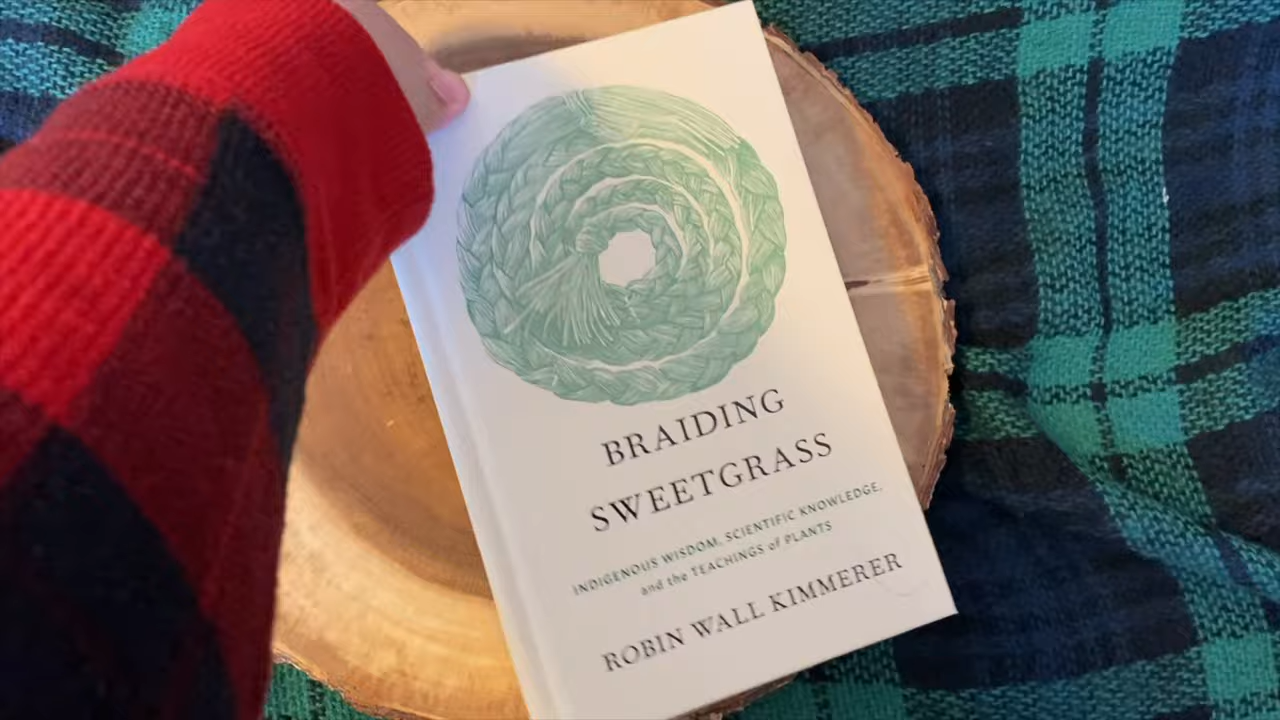 BRAIDING
SWEETGRASS
INDIGENOUS WISDOM, SCIENTIFIC KNOWLEDGE,
and the TEACHINGS of PLANTS
ROBIN WALL KIMMERER